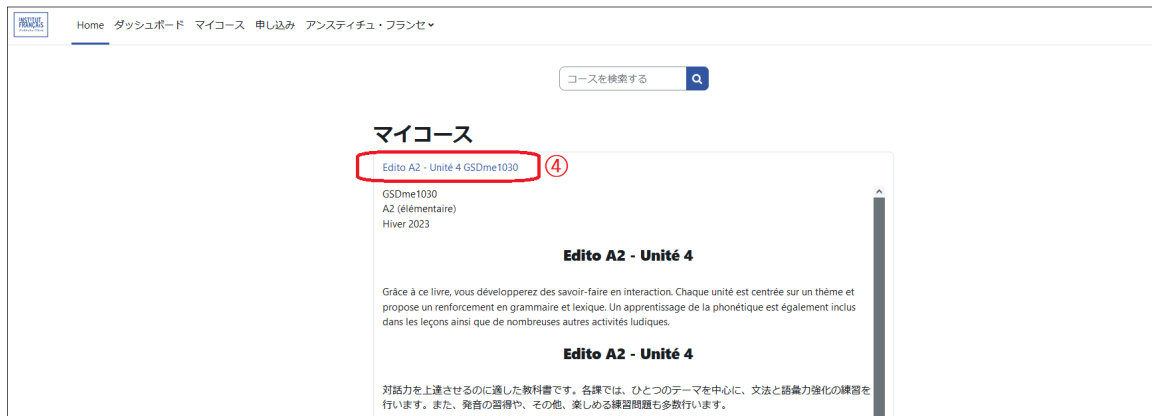 INSTITUT
FRANÇAIS
Home ダッシュボード マイコース 申し込み アンスティチュ・フランセ
コースを検索する
マイコース
Edito A2 - Unité 4 GSDme1030 ④
GSDme1030
A2 (élémentaire)
Hiver 2023
Edito A2 - Unité 4
Grâce à ce livre, vous développerez des savoir-faire en interaction. Chaque unité est centrée sur un thème et
propose un renforcement en grammaire et lexique. Un apprentissage de la phonétique est également inclus
dans les leçons ainsi que de nombreuses autres activités ludiques.
Edito A2 - Unité 4
対話力を上達させるのに適した教科書です。各課では、ひとつのテーマを中心に、文法と語彙力強化の練習を
行います。また、発音の習得や、その他、楽しめる練習問題も多数行います。